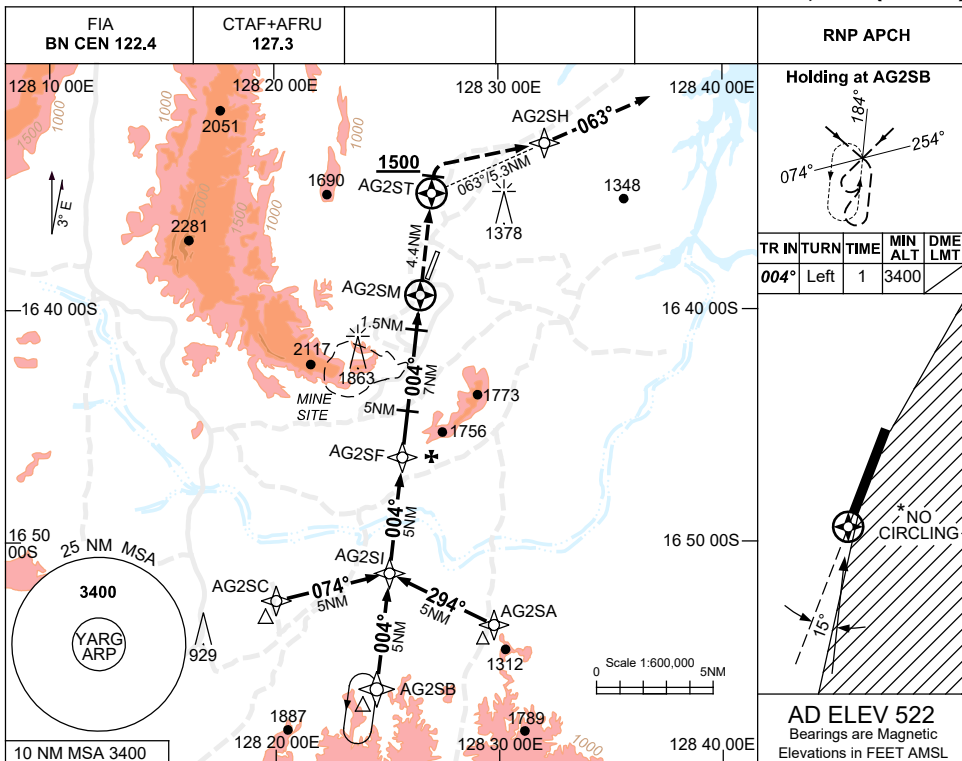 FIA
BN CEN 122.4
CTAF+AFRU
127.3
RNP APCH
128 10 00E
128 20 00E
128 30 00E
128 40 00E
Holding at AG2SB
184°
254°
074°
TR IN TURN TIME MIN ALT DME LMT
004° Left 1 3400
1500
1000
2051
1000
AG2SH
063°
1500
AG2ST
063°/5.3NM
1690
1000
1378
1348
3° E
2000
1500
1000
2281
4.4NM
AG2SM
16 40 00S
16 40 00S
1.5NM
2117
1863
MINE
SITE
004°
7NM
5NM
1773
1756
AG2SF
*NO
CIRCLING
004°
5NM
16 50
00S
16 50 00S
25 NM MSA
3400
YARG
ARP
AG2SI
AG2SC
074°
5NM
294°
5NM
AG2SA
15°
929
004°
5NM
1312
Scale 1:600,000
0
5NM
AG2SB
1887
1789
1000
10 NM MSA 3400
128 20 00E
128 30 00E
128 40 00E
AD ELEV 522
Bearings are Magnetic
Elevations in FEET AMSL